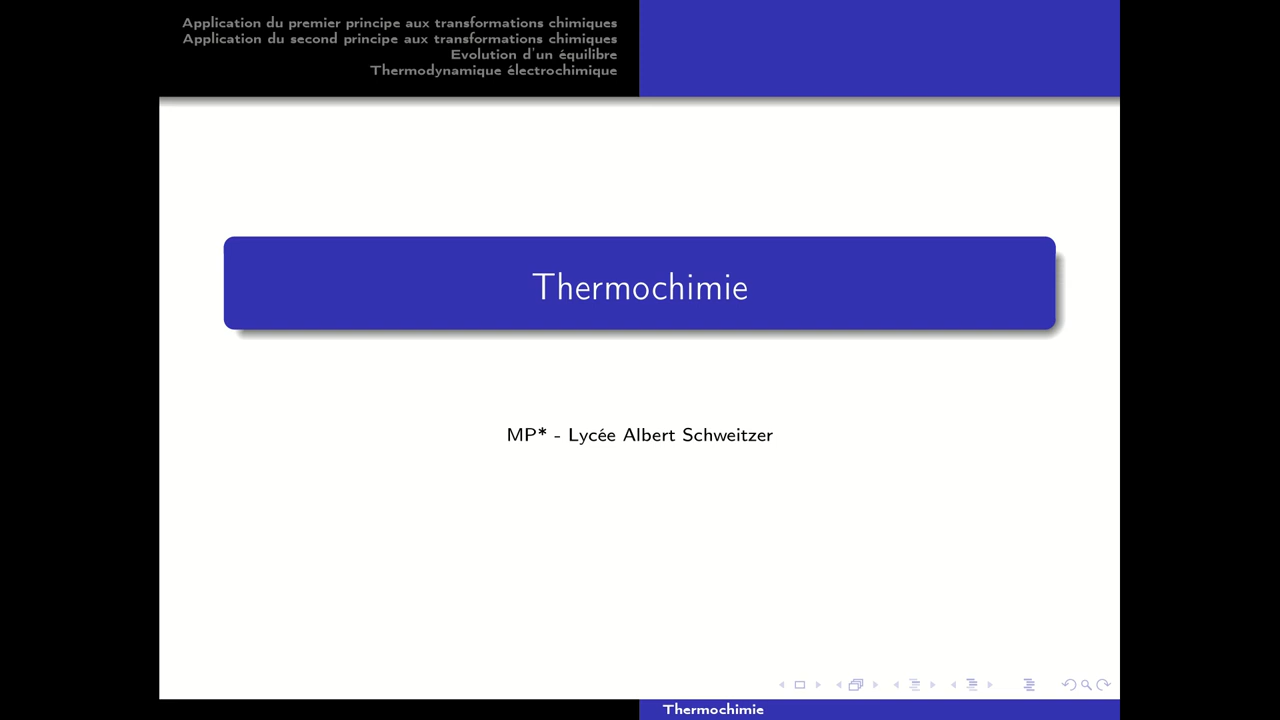 Application du premier principe aux transformations chimiques
Application du second principe aux transformations chimiques
Evolution d'un équilibre
Thermodynamique électrochimique
Thermochimie
MP* - Lycée Albert Schweitzer
Thermochimie